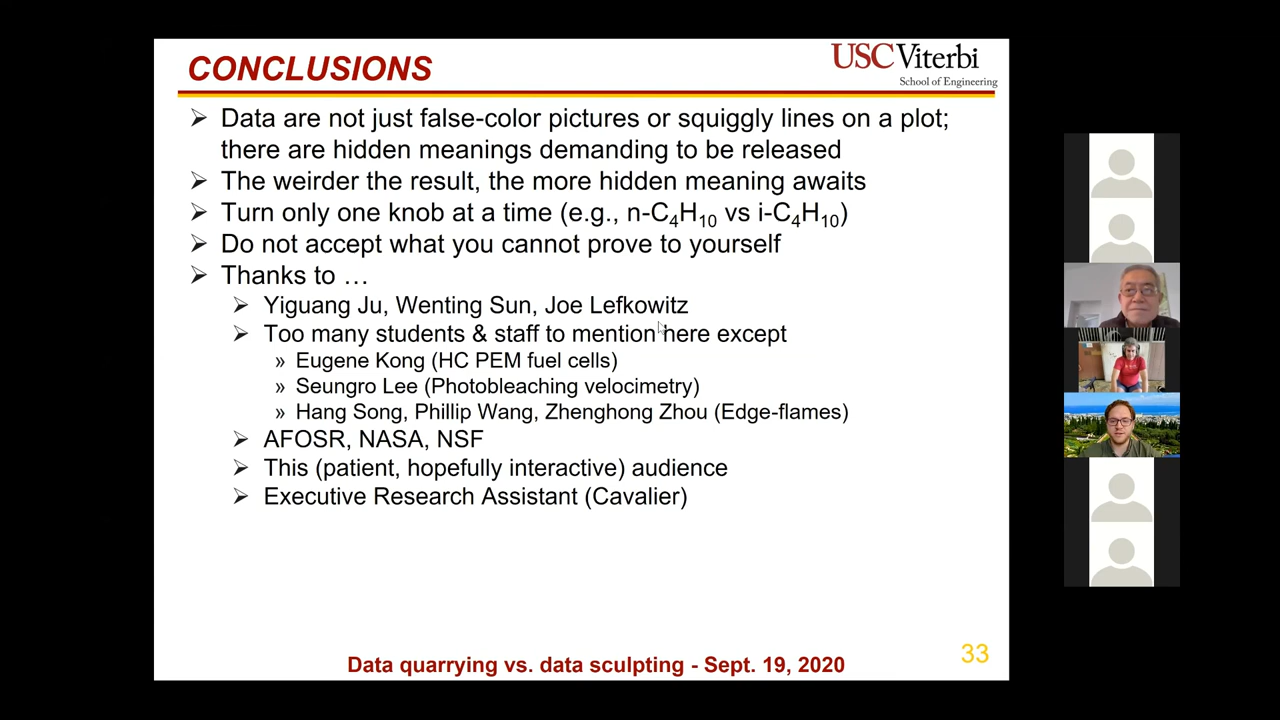 CONCLUSIONS
USC Viterbi
School of Engineering
➢ Data are not just false-color pictures or squiggly lines on a plot;
there are hidden meanings demanding to be released
➢ The weirder the result, the more hidden meaning awaits
➢ Turn only one knob at a time (e.g., n-C₄H₁₀ vs i-C₄H₁₀)
➢ Do not accept what you cannot prove to yourself
➢ Thanks to …
➢ Yiguang Ju, Wenting Sun, Joe Lefkowitz
➢ Too many students & staff to mention here except
» Eugene Kong (HC PEM fuel cells)
» Seungro Lee (Photobleaching velocimetry)
» Hang Song, Phillip Wang, Zhenghong Zhou (Edge-flames)
➢ AFOSR, NASA, NSF
➢ This (patient, hopefully interactive) audience
➢ Executive Research Assistant (Cavalier)
Data quarrying vs. data sculpting - Sept. 19, 2020
33